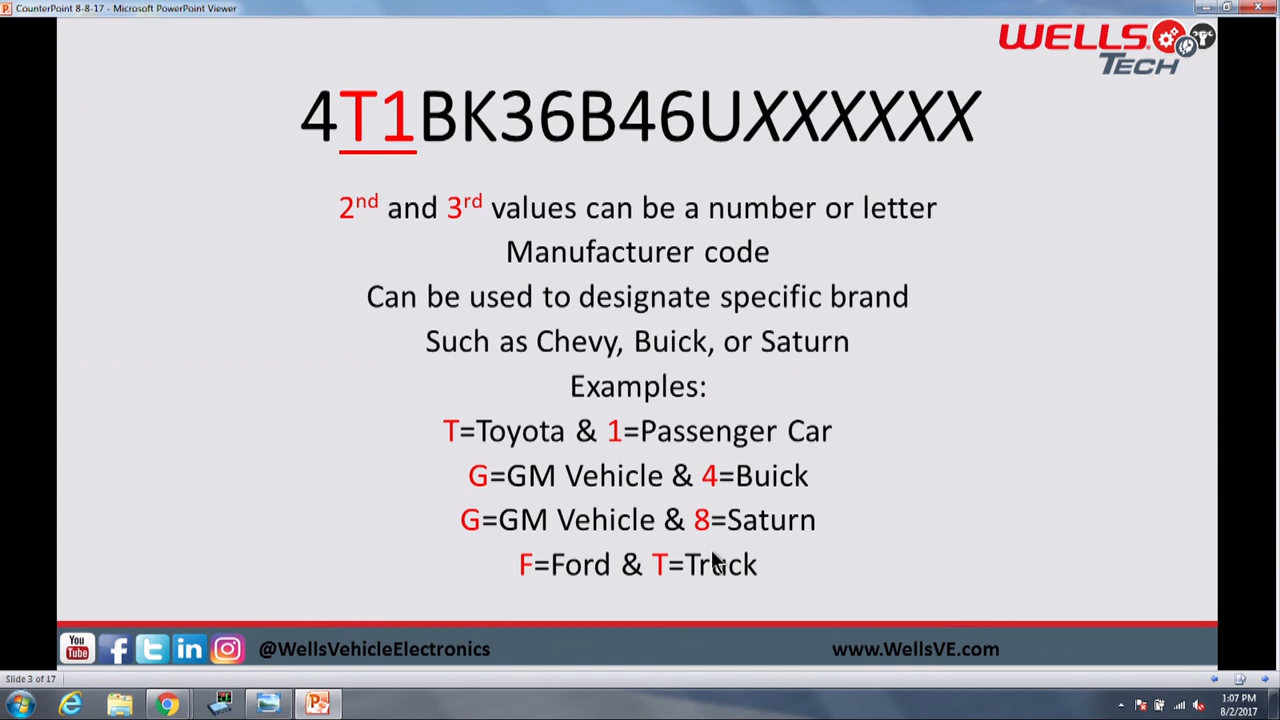 CounterPoint 8-8-17 - Microsoft PowerPoint Viewer
WELLS
TECH
4T1BK36B46UXXXXXX
2nd and 3rd values can be a number or letter
Manufacturer code
Can be used to designate specific brand
Such as Chevy, Buick, or Saturn
Examples:
T=Toyota & 1=Passenger Car
G=GM Vehicle & 4=Buick
G=GM Vehicle & 8=Saturn
F=Ford & T=Truck
You Tube f in @WellsVehicleElectronics www.WellsVE.com
Slide 3 of 17
1:07 PM
8/2/2017